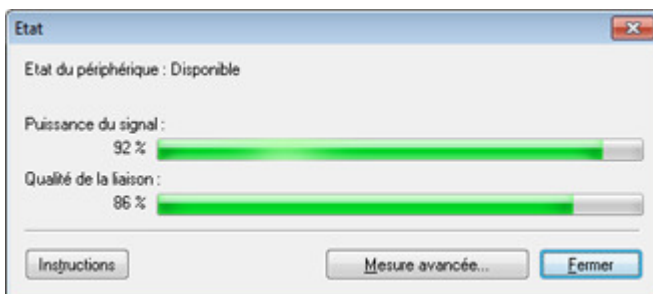 Etat
Etat du périphérique : Disponible
Puissance du signal :
92 %
Qualité de la liaison :
86 %
Instructions
Mesure avancée...
Fermer